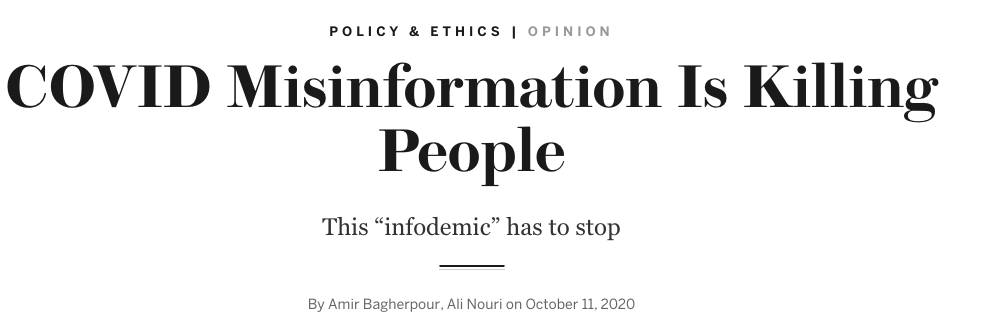 POLICY & ETHICS | OPINION
COVID Misinformation Is Killing
People
This “infodemic” has to stop
By Amir Bagherpour, Ali Nouri on October 11, 2020